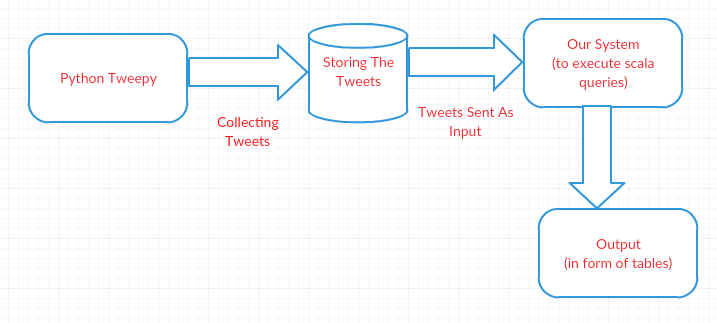 Python Tweepy
Collecting
Tweets
Storing The
Tweets
Tweets Sent As
Input
Our System
(to execute scala
queries)
Output
(in form of tables)